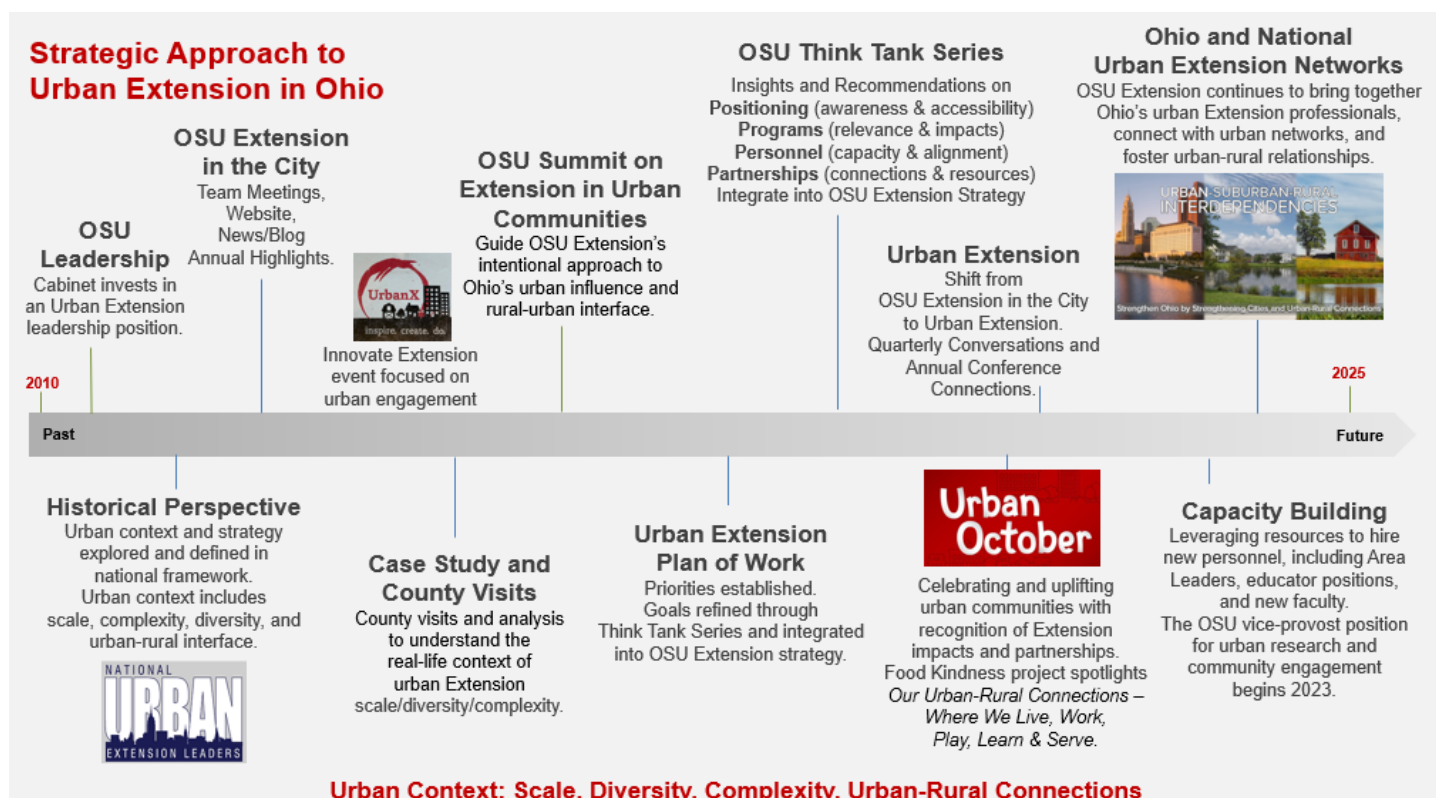 Strategic Approach to
Urban Extension in Ohio
OSU
Leadership
Cabinet invests in
an Urban Extension
leadership position.
OSU Extension
in the City
Team Meetings,
Website,
News/Blog
Annual Highlights.
UrbanX
inspire. create. do.
Innovate Extension
event focused on
urban engagement
OSU Summit on
Extension in Urban
Communities
Guide OSU Extension's
intentional approach to
Ohio's urban influence and
rural-urban interface.
OSU Think Tank Series
Insights and Recommendations on
Positioning (awareness & accessibility)
Programs (relevance & impacts)
Personnel (capacity & alignment)
Partnerships (connections & resources)
Integrate into OSU Extension Strategy
Urban Extension
Shift from
OSU Extension in the City
to Urban Extension.
Quarterly Conversations and
Annual Conference
Connections.
Ohio and National
Urban Extension Networks
OSU Extension continues to bring together
Ohio's urban Extension professionals,
connect with urban networks, and
foster urban-rural relationships.
URBAN-SUBURBAN-RURAL
INTERDEPENDENCIES
Strengthen Ohio by Strengthening Cities and Urban-Rural Connections
2010
2025
Past
Future
Historical Perspective
Urban context and strategy
explored and defined in
national framework.
Urban context includes
scale, complexity, diversity, and
urban-rural interface.
NATIONAL
URBAN
EXTENSION LEADERS
Case Study and
County Visits
County visits and analysis
to understand the
real-life context of
urban Extension
scale/diversity/complexity.
Urban Extension
Plan of Work
Priorities established.
Goals refined through
Think Tank Series and integrated
into OSU Extension strategy.
Urban
October
Celebrating and uplifting
urban communities with
recognition of Extension
impacts and partnerships.
Food Kindness project spotlights
Our Urban-Rural Connections –
Where We Live, Work,
Play, Learn & Serve.
Capacity Building
Leveraging resources to hire
new personnel, including Area
Leaders, educator positions,
and new faculty.
The OSU vice-provost position
for urban research and
community engagement
begins 2023.
Urban Context: Scale, Diversity, Complexity, Urban-Rural Connections